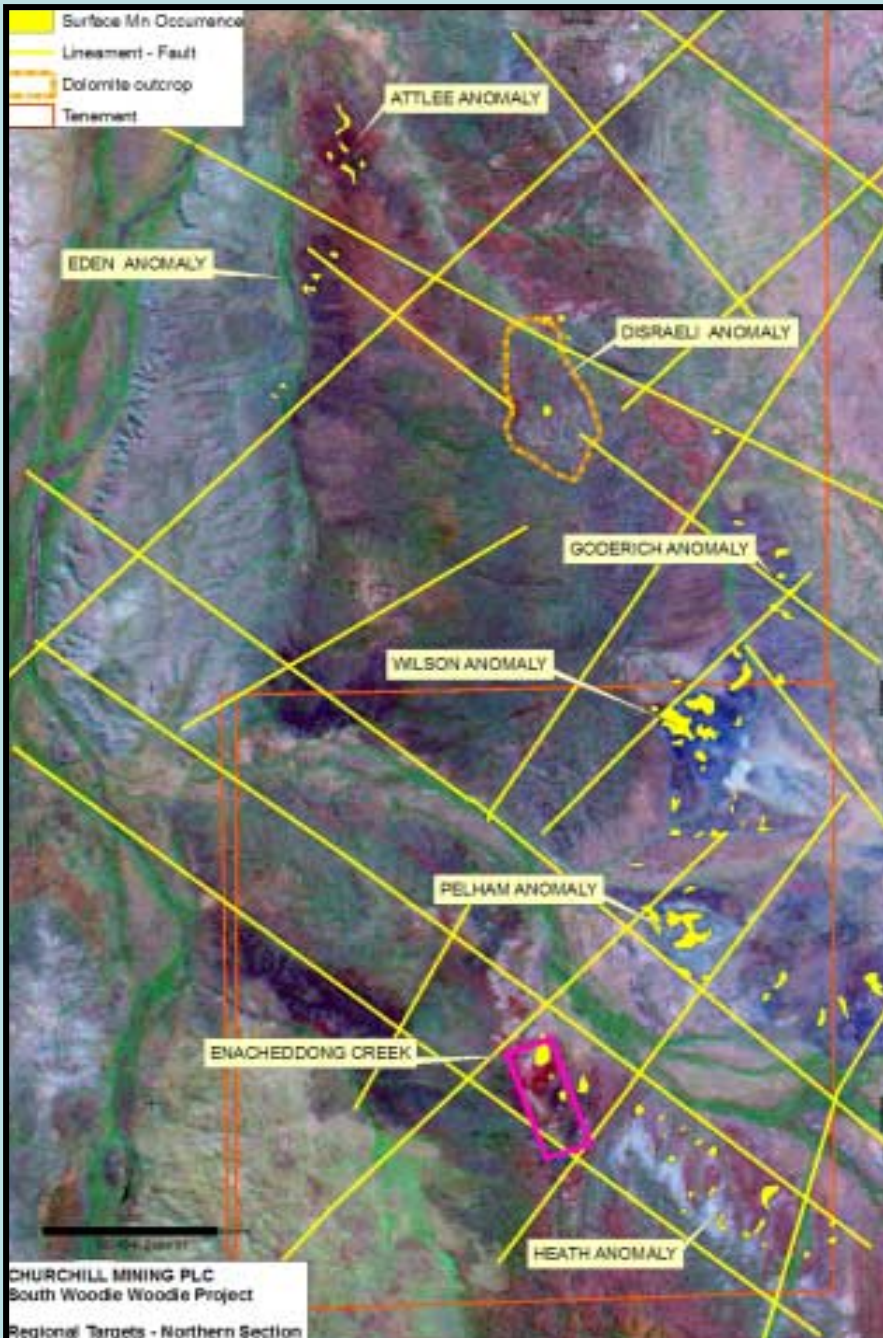 Surface Mn Occurrence
Lineament - Fault
Dolomite outcrop
Tenement
ATTLEE ANOMALY
EDEN ANOMALY
DISRAELI ANOMALY
GODERICH ANOMALY
WILSON ANOMALY
PELHAM ANOMALY
ENACHEDDONG CREEK
HEATH ANOMALY
CHURCHILL MINING PLC
South Woodie Woodie Project
Regional Targets - Northern Section